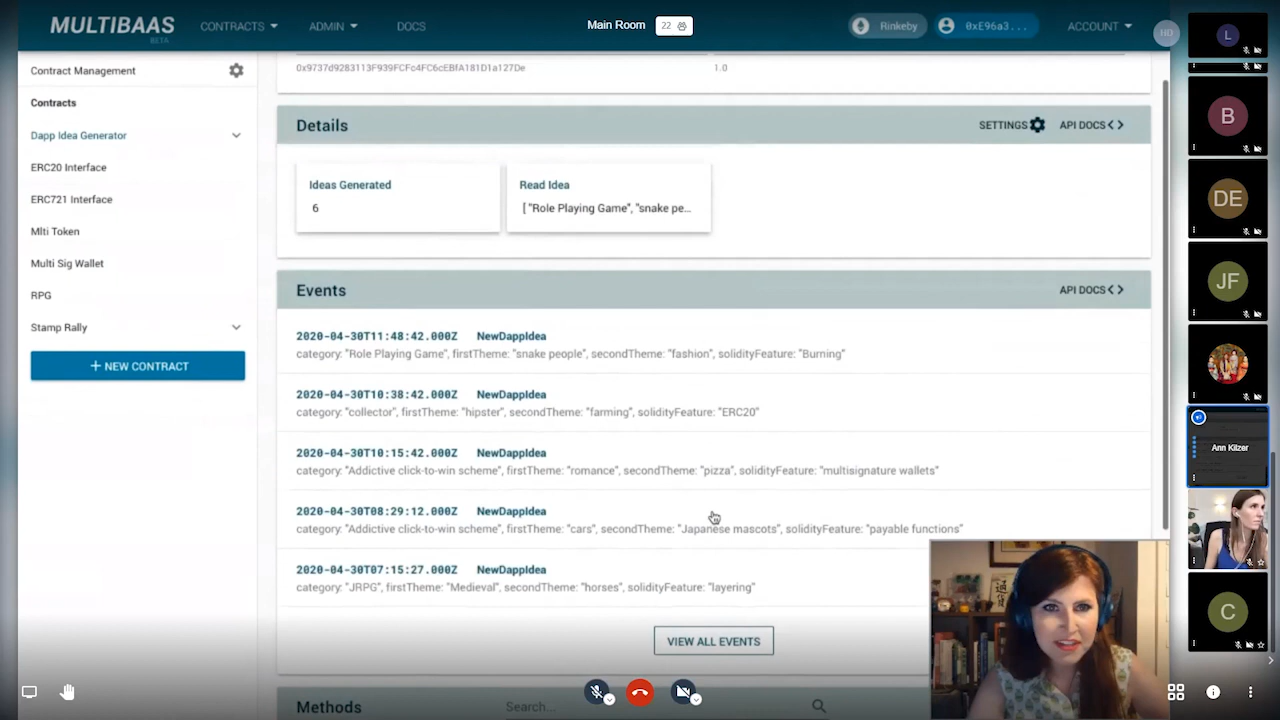 MULTIBAAS
BETA
CONTRACTS
ADMIN
DOCS
Main Room
22
Rinkeby
0xE96a3...
ACCOUNT
HD
L
Contract Management
Contracts
Dapp Idea Generator
ERC20 Interface
ERC721 Interface
Mlti Token
Multi Sig Wallet
RPG
Stamp Rally
+ NEW CONTRACT
0x9737d9283113F939FCFc4FC6cEBfA181D1a127De
1.0
Details
SETTINGS
API DOCS <>
Ideas Generated
6
Read Idea
[ "Role Playing Game", "snake pe...
Events
API DOCS <>
2020-04-30T11:48:42.000Z NewDappIdea
category: "Role Playing Game", firstTheme: "snake people", secondTheme: "fashion", solidityFeature: "Burning"
2020-04-30T10:38:42.000Z NewDappIdea
category: "collector", firstTheme: "hipster", secondTheme: "farming", solidityFeature: "ERC20"
2020-04-30T10:15:42.000Z NewDappIdea
category: "Addictive click-to-win scheme", firstTheme: "romance", secondTheme: "pizza", solidityFeature: "multisignature wallets"
2020-04-30T08:29:12.000Z NewDappIdea
category: "Addictive click-to-win scheme", firstTheme: "cars", secondTheme: "Japanese mascots", solidityFeature: "payable functions"
2020-04-30T07:15:27.000Z NewDappIdea
category: "JRPG", firstTheme: "Medieval", secondTheme: "horses", solidityFeature: "layering"
VIEW ALL EVENTS
Methods
Search...
B
DE
JF
Ann Kilzer
C